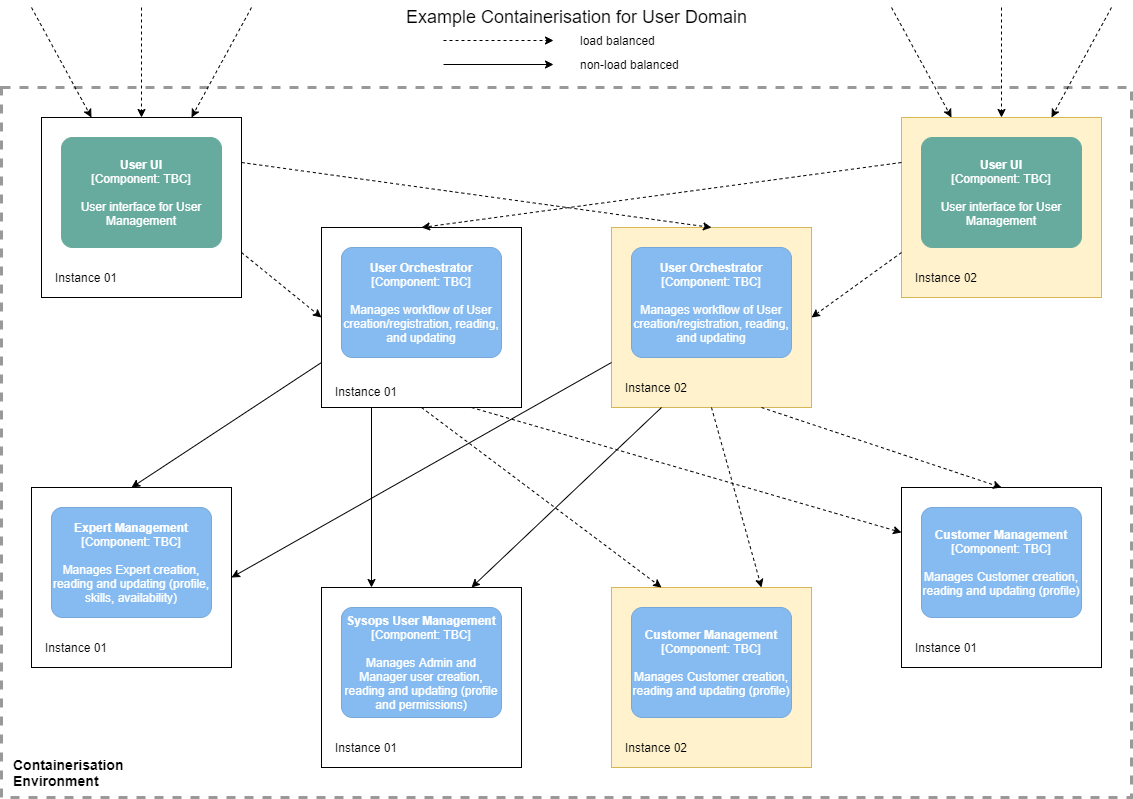 Example Containerisation for User Domain
load balanced
non-load balanced
User UI
[Component: TBC]
User interface for User
Management
Instance 01
User UI
[Component: TBC]
User interface for User
Management
Instance 02
User Orchestrator
[Component: TBC]
Manages workflow of User
creation/registration, reading,
and updating
Instance 01
User Orchestrator
[Component: TBC]
Manages workflow of User
creation/registration, reading,
and updating
Instance 02
Expert Management
[Component: TBC]
Manages Expert creation,
reading and updating (profile,
skills, availability)
Instance 01
Sysops User Management
[Component: TBC]
Manages Admin and
Manager user creation,
reading and updating (profile
and permissions)
Instance 01
Customer Management
[Component: TBC]
Manages Customer creation,
reading and updating (profile)
Instance 02
Customer Management
[Component: TBC]
Manages Customer creation,
reading and updating (profile)
Instance 01
Containerisation
Environment